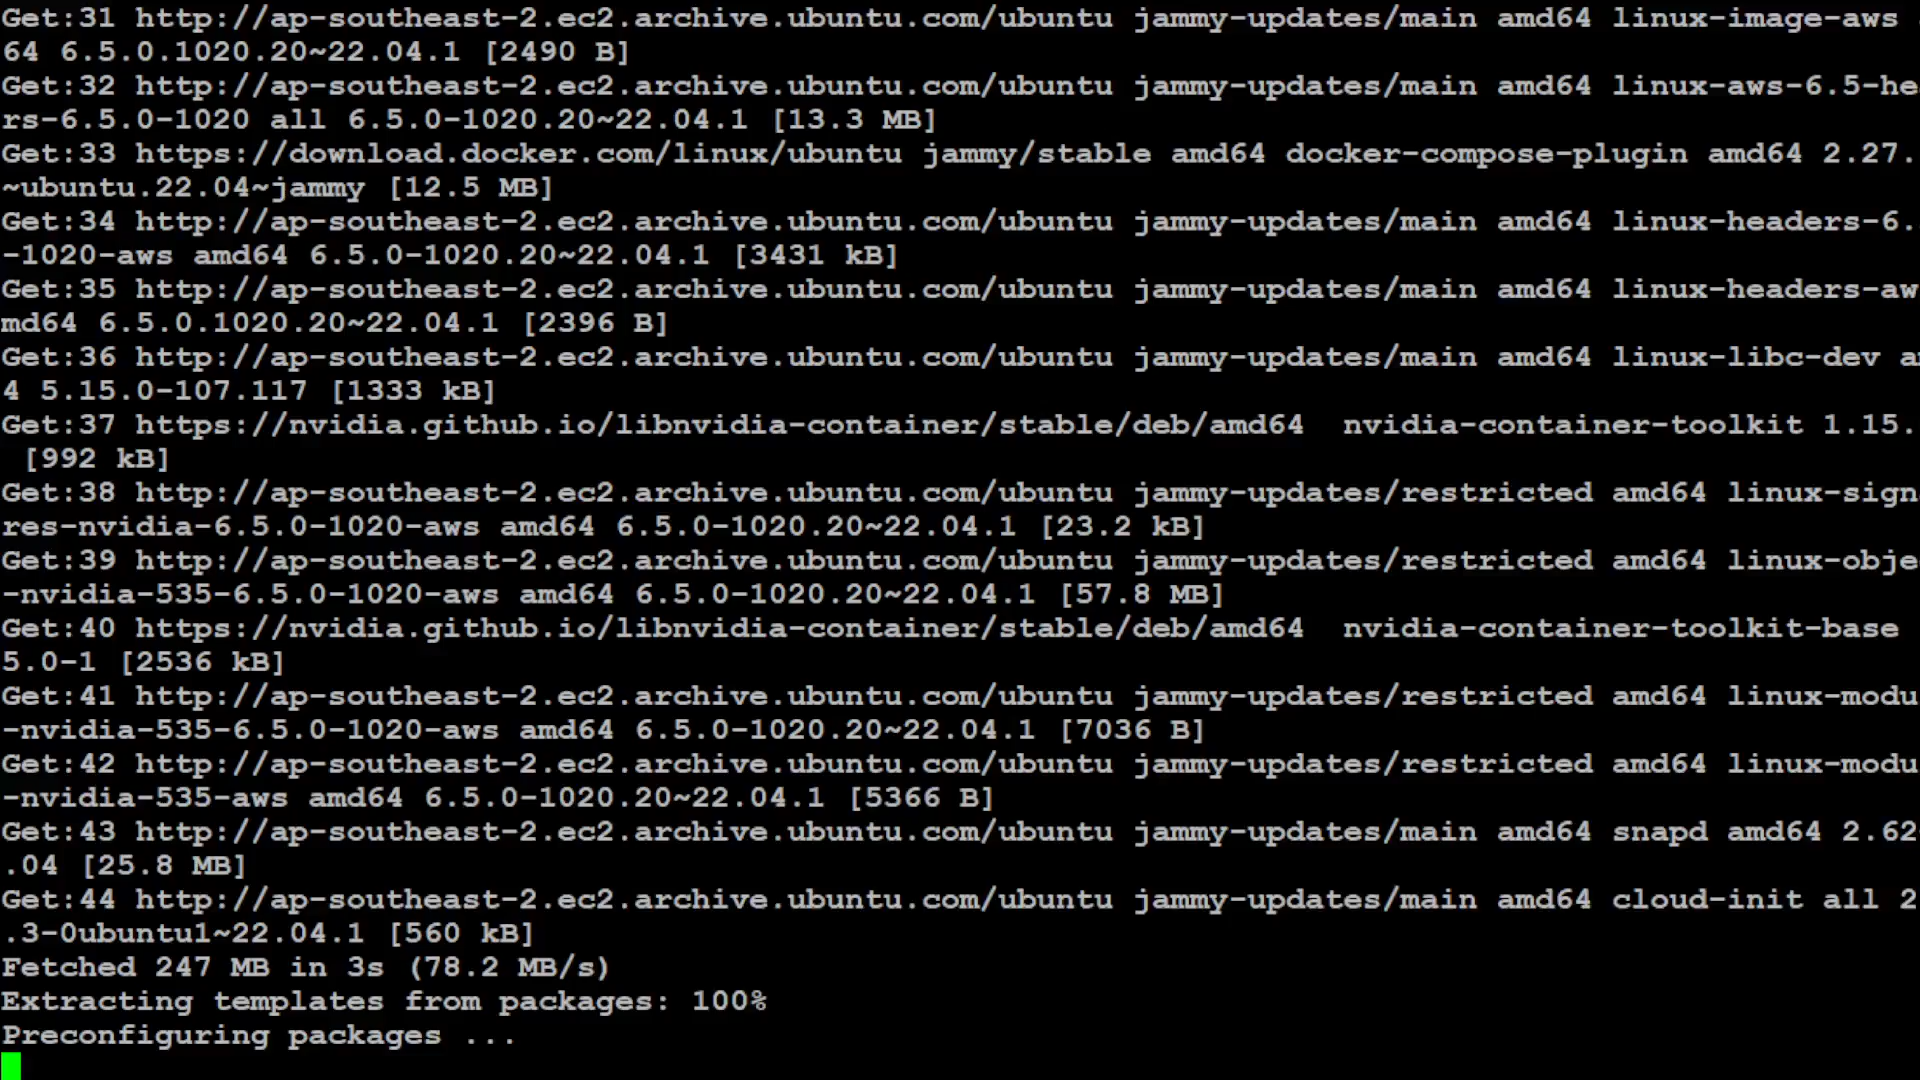 Get:31 http://ap-southeast-2.ec2.archive.ubuntu.com/ubuntu jammy-updates/main amd64 linux-image-aws
64 6.5.0.1020.20~22.04.1 [2490 B]
Get:32 http://ap-southeast-2.ec2.archive.ubuntu.com/ubuntu jammy-updates/main amd64 linux-aws-6.5-he
rs-6.5.0-1020 all 6.5.0-1020.20~22.04.1 [13.3 MB]
Get:33 https://download.docker.com/linux/ubuntu jammy/stable amd64 docker-compose-plugin amd64 2.27.
~ubuntu.22.04~jammy [12.5 MB]
Get:34 http://ap-southeast-2.ec2.archive.ubuntu.com/ubuntu jammy-updates/main amd64 linux-headers-6.
-1020-aws amd64 6.5.0-1020.20~22.04.1 [3431 kB]
Get:35 http://ap-southeast-2.ec2.archive.ubuntu.com/ubuntu jammy-updates/main amd64 linux-headers-aw
md64 6.5.0.1020.20~22.04.1 [2396 B]
Get:36 http://ap-southeast-2.ec2.archive.ubuntu.com/ubuntu jammy-updates/main amd64 linux-libc-dev a
4 5.15.0-107.117 [1333 kB]
Get:37 https://nvidia.github.io/libnvidia-container/stable/deb/amd64  nvidia-container-toolkit 1.15.
 [992 kB]
Get:38 http://ap-southeast-2.ec2.archive.ubuntu.com/ubuntu jammy-updates/restricted amd64 linux-sign
res-nvidia-6.5.0-1020-aws amd64 6.5.0-1020.20~22.04.1 [23.2 kB]
Get:39 http://ap-southeast-2.ec2.archive.ubuntu.com/ubuntu jammy-updates/restricted amd64 linux-obje
-nvidia-535-6.5.0-1020-aws amd64 6.5.0-1020.20~22.04.1 [57.8 MB]
Get:40 https://nvidia.github.io/libnvidia-container/stable/deb/amd64  nvidia-container-toolkit-base
5.0-1 [2536 kB]
Get:41 http://ap-southeast-2.ec2.archive.ubuntu.com/ubuntu jammy-updates/restricted amd64 linux-modu
-nvidia-535-6.5.0-1020-aws amd64 6.5.0-1020.20~22.04.1 [7036 B]
Get:42 http://ap-southeast-2.ec2.archive.ubuntu.com/ubuntu jammy-updates/restricted amd64 linux-modu
-nvidia-535-aws amd64 6.5.0-1020.20~22.04.1 [5366 B]
Get:43 http://ap-southeast-2.ec2.archive.ubuntu.com/ubuntu jammy-updates/main amd64 snapd amd64 2.62
.04 [25.8 MB]
Get:44 http://ap-southeast-2.ec2.archive.ubuntu.com/ubuntu jammy-updates/main amd64 cloud-init all 2
.3-0ubuntu1~22.04.1 [560 kB]
Fetched 247 MB in 3s (78.2 MB/s)
Extracting templates from packages: 100%
Preconfiguring packages ...